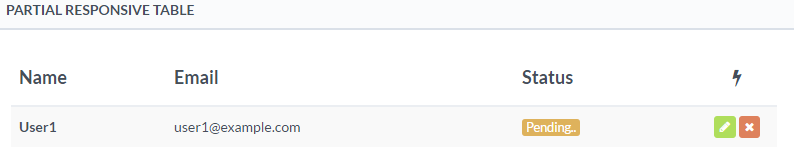 PARTIAL RESPONSIVE TABLE
Name Email Status
User1 user1@example.com Pending..